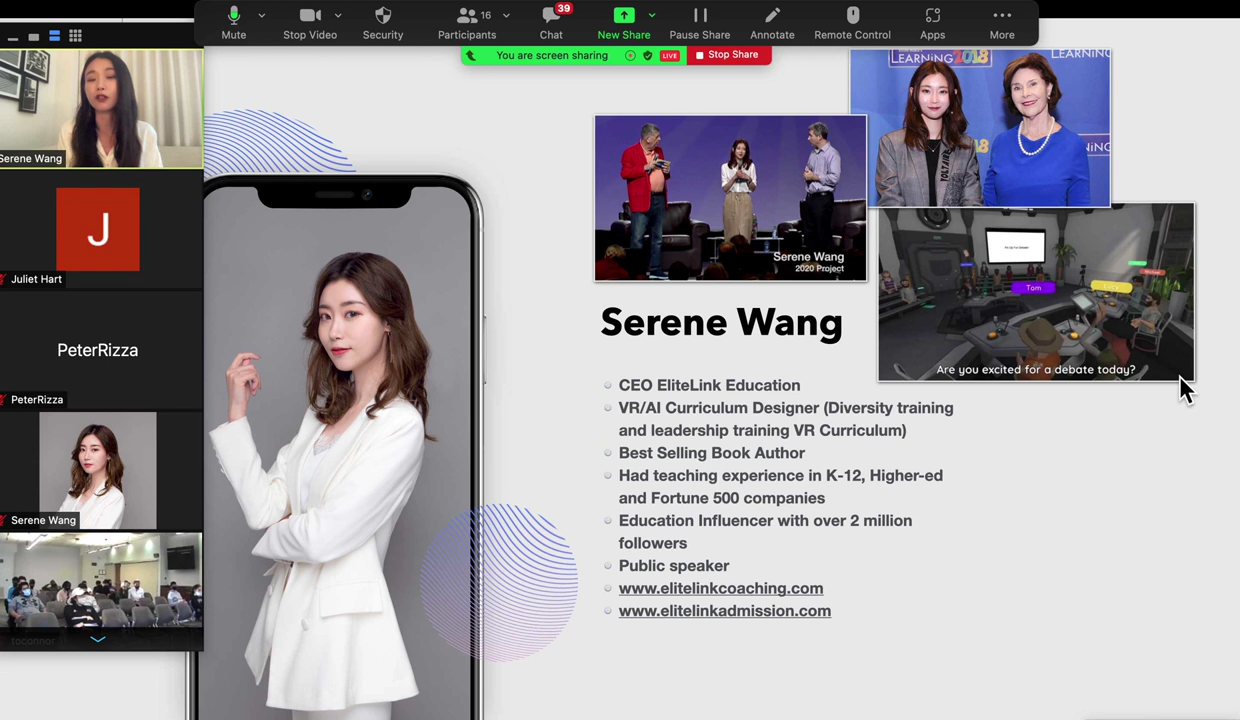 Mute
Stop Video
Security
Participants
16
Chat
39
New Share
Pause Share
Annotate
Remote Control
Apps
More
You are screen sharing
LIVE
Stop Share
Serene Wang
J
Juliet Hart
PeterRizza
PeterRizza
Serene Wang
toconnor
LEARNING2018
Serene Wang
2020 Project
VOLTAIRE
Tom
Are you excited for a debate today?
Serene Wang
CEO EliteLink Education
VR/AI Curriculum Designer (Diversity training
and leadership training VR Curriculum)
Best Selling Book Author
Had teaching experience in K-12, Higher-ed
and Fortune 500 companies
Education Influencer with over 2 million
followers
Public speaker
www.elitelinkcoaching.com
www.elitelinkadmission.com